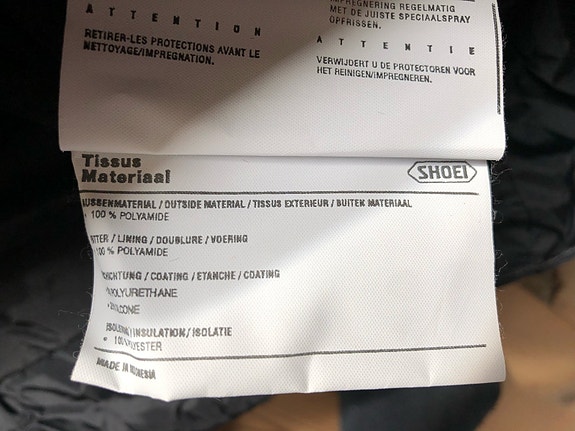 ATTENTION
RETIRER-LES PROTECTIONS AVANT LE
NETTOYAGE/IMPREGNATION.
IMPREGNERING REGELMATIG
MET DE JUISTE SPECIAALSPRAY
OPFRISSEN.
ATTENTIE
VERWIJDERT U DE PROTECTOREN VOOR
HET REINIGEN/IMPREGNEREN.
Tissus
Materiaal
SHOEI
AUSSENMATERIAL / OUTSIDE MATERIAL / TISSUS EXTERIEUR / BUITEN MATERIAAL
• 100 % POLYAMIDE
/ LINING / DOUBLURE / VOERING
100 % POLYAMIDE
/ COATING / ETANCHE / COATING
POLYURETHANE
/ INSULATION / ISOLATIE
MADE IN INDONESIA